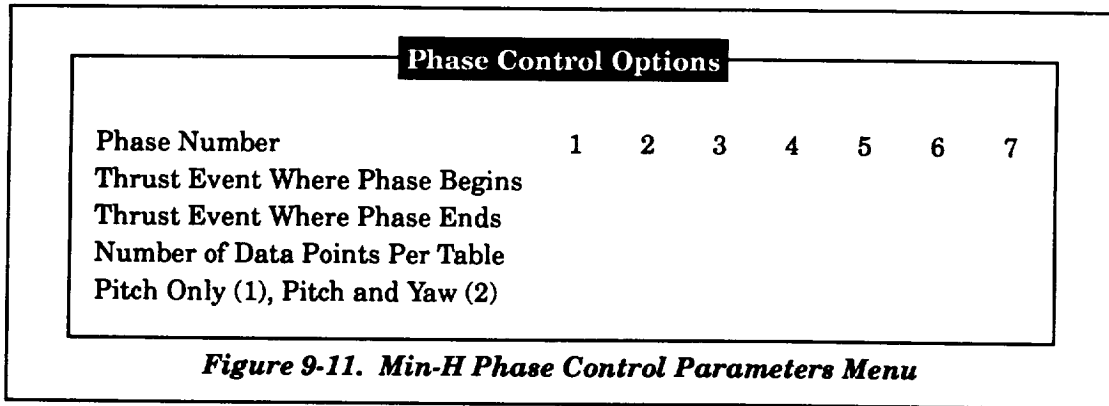 Phase Control Options
Phase Number 1 2 3 4 5 6 7
Thrust Event Where Phase Begins
Thrust Event Where Phase Ends
Number of Data Points Per Table
Pitch Only (1), Pitch and Yaw (2)
Figure 9-11. Min-H Phase Control Parameters Menu